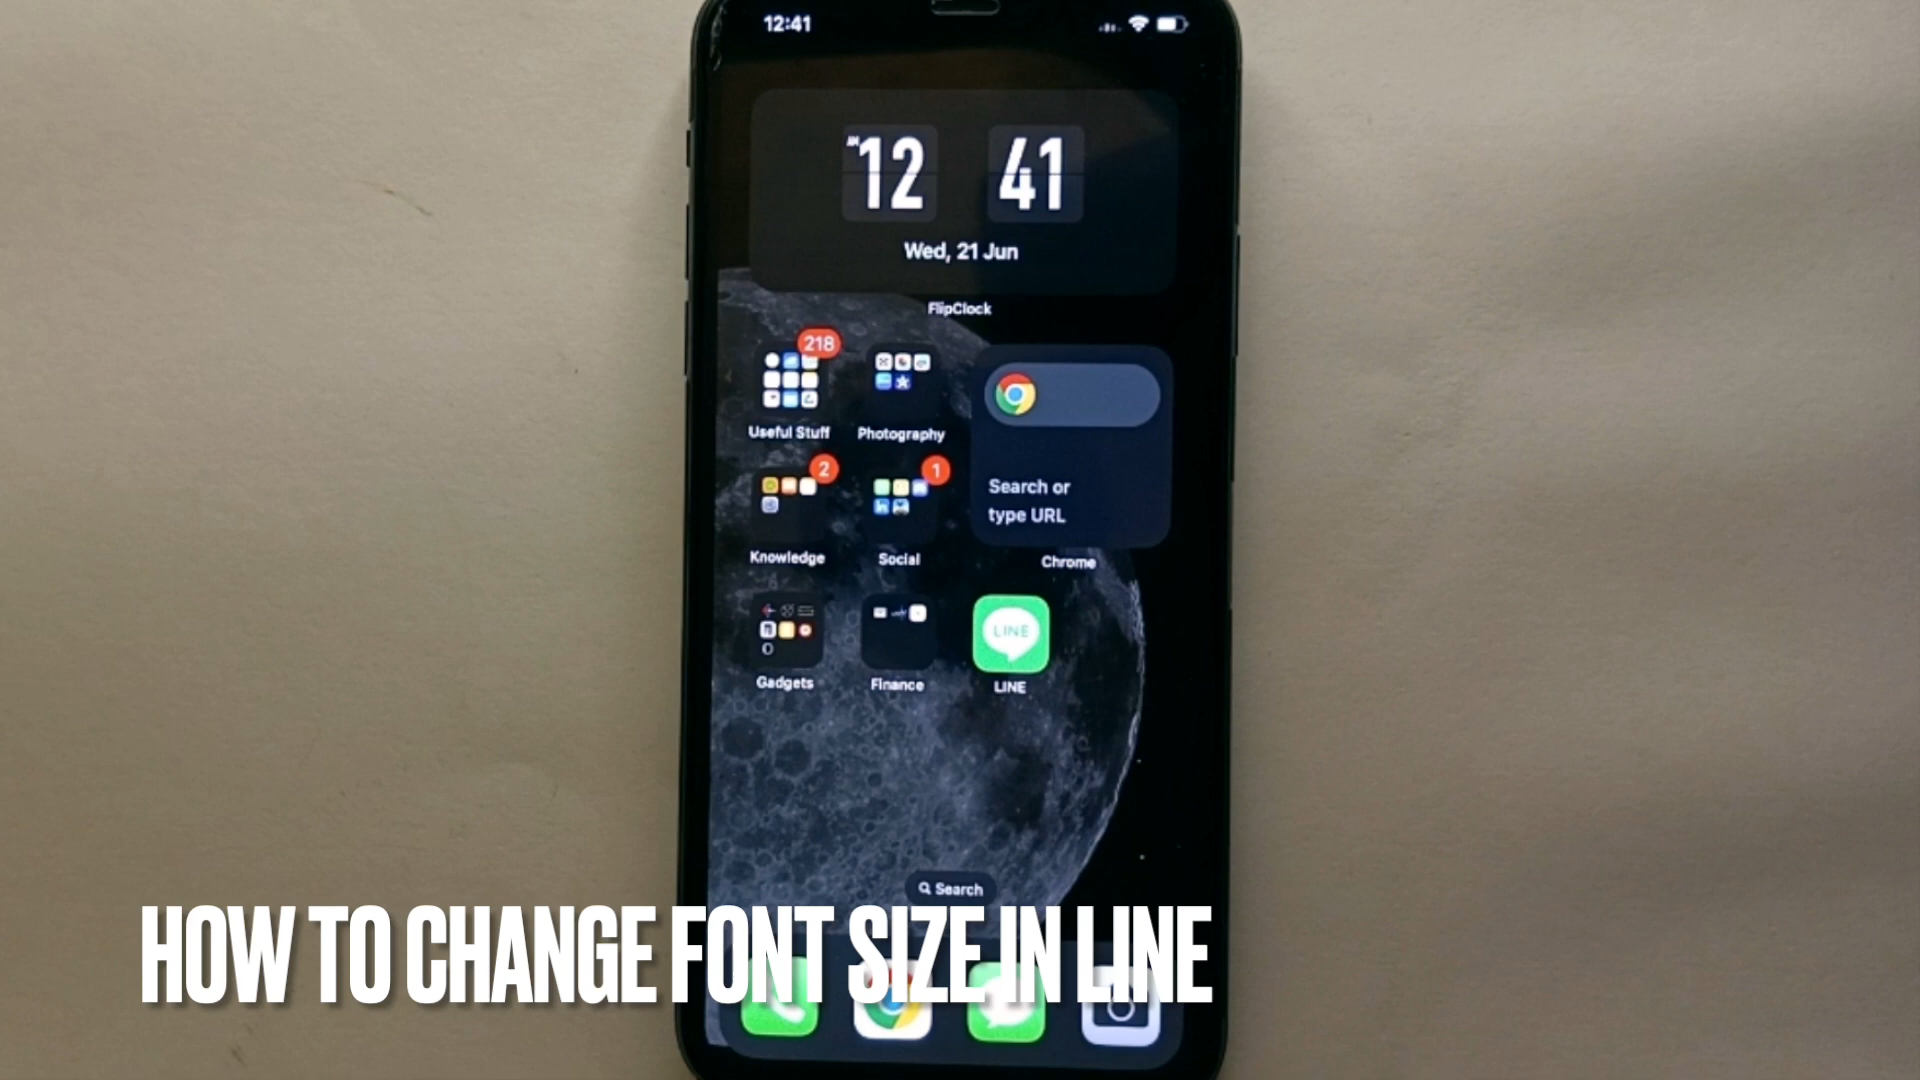 12:41
AM
12 41
Wed, 21 Jun
FlipClock
218
Useful Stuff
Photography
2
1
Search or
type URL
Knowledge
Social
Chrome
LINE
Gadgets
Finance
LINE
Search
HOW TO CHANGE FONT SIZE IN LINE